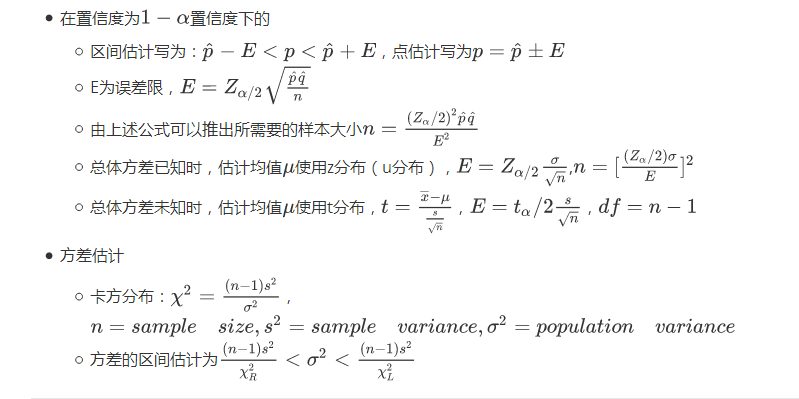 • 在置信度为$1-\alpha$置信度下的
○ 区间估计写为：$\hat{p}-E<p<\hat{p}+E$，点估计写为$p=\hat{p}\pm E$
○ E为误差限，$E=Z_{\alpha/2}\sqrt{\frac{\hat{p}\hat{q}}{n}}$
○ 由上述公式可以推出所需要的样本大小$n=\frac{(Z_{\alpha}/2)^2\hat{p}\hat{q}}{E^2}$
○ 总体方差已知时，估计均值$\mu$使用z分布（u分布），$E=Z_{\alpha/2}\frac{\sigma}{\sqrt{n}}$,$n=[\frac{(Z_{\alpha}/2)\sigma}{E}]^2$
○ 总体方差未知时，估计均值$\mu$使用t分布，$t=\frac{\overline{x}-\mu}{\frac{s}{\sqrt{n}}}$，$E=t_{\alpha}/2\frac{s}{\sqrt{n}}$，$df=n-1$
• 方差估计
○ 卡方分布：$\chi^2=\frac{(n-1)s^2}{\sigma^2}$，
$n=sample\quad size,s^2=sample\quad variance,\sigma^2=population\quad variance$
○ 方差的区间估计为$\frac{(n-1)s^2}{\chi_R^2}<\sigma^2<\frac{(n-1)s^2}{\chi_L^2}$